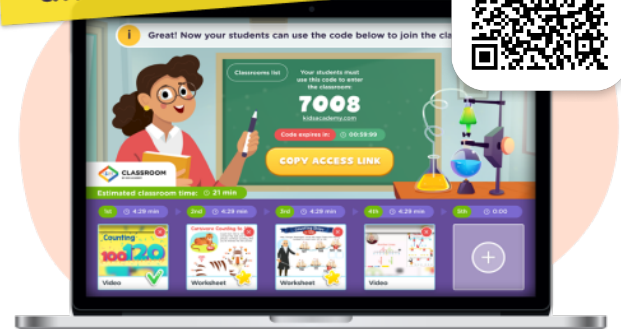 Great! Now your students can use the code below to join the cla
Classrooms list
Your students must
use this code to enter
the classroom:
7008
kidsacademy.com
Code expires in:
00:59:99
COPY ACCESS LINK
CLASSROOM
Estimated classroom time: 21 min
1st 4:29 min
2nd 4:29 min
3rd 4:29 min
4th 4:29 min
5th 0:00
Counting
100
120
Video
Worksheet
Worksheet
Video